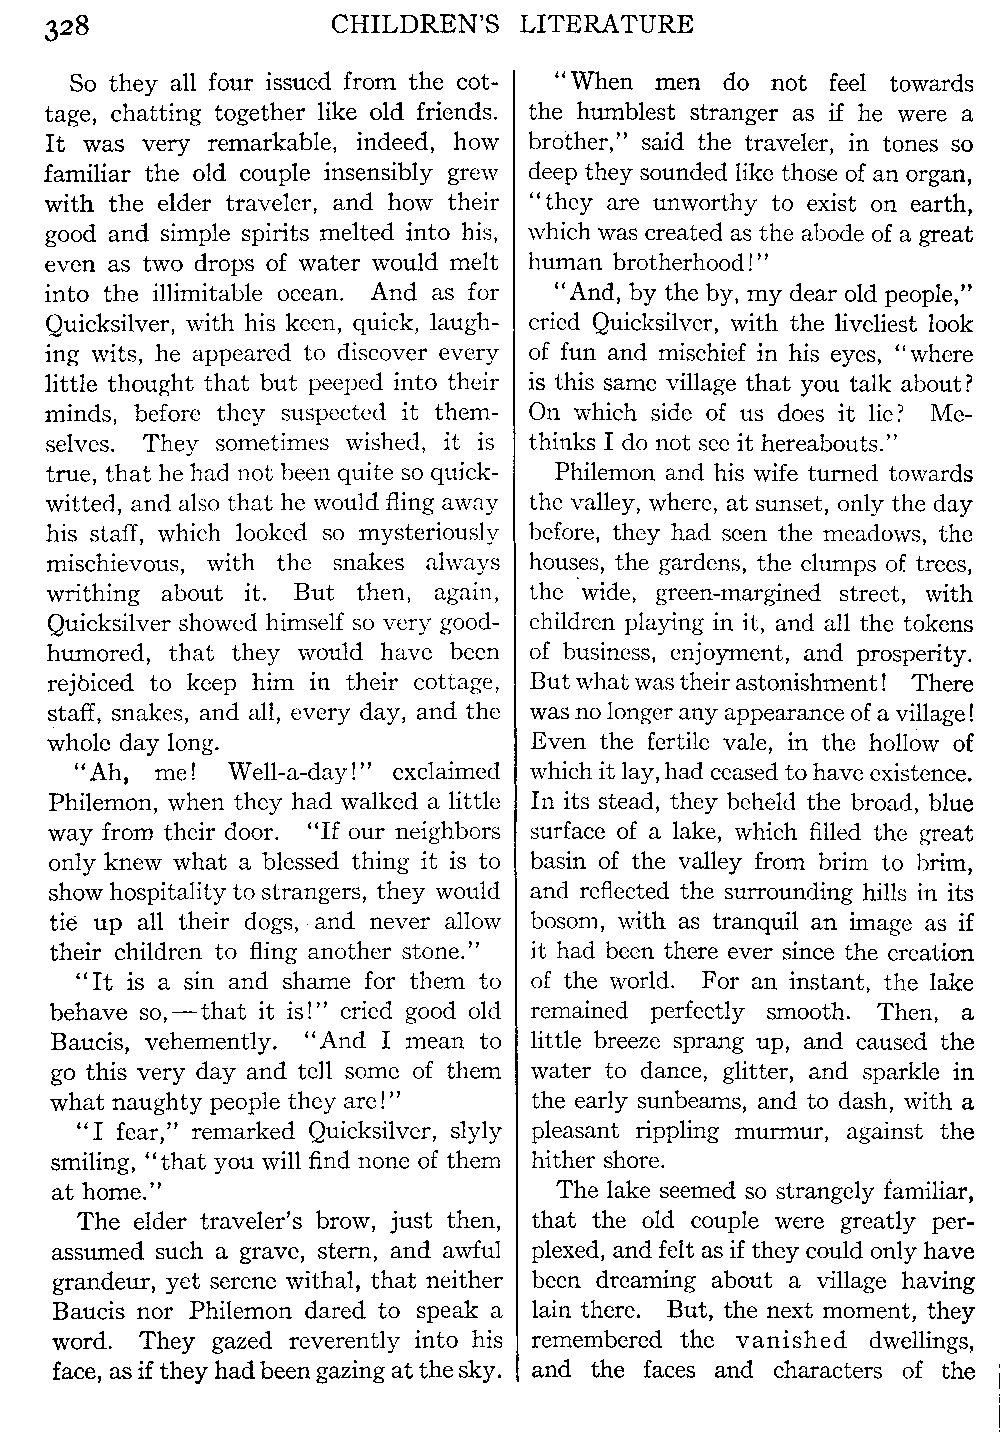 328
CHILDREN'S LITERATURE
So they all four issued from the cot-
tage, chatting together like old friends.
It was very remarkable, indeed, how
familiar the old couple insensibly grew
with the elder traveler, and how their
good and simple spirits melted into his,
even as two drops of water would melt
into the illimitable ocean. And as for
Quicksilver, with his keen, quick, laugh-
ing wits, he appeared to discover every
little thought that but peeped into their
minds, before they suspected it them-
selves. They sometimes wished, it is
true, that he had not been quite so quick-
witted, and also that he would fling away
his staff, which looked so mysteriously
mischievous, with the snakes always
writhing about it. But then, again,
Quicksilver showed himself so very good-
humored, that they would have been
rejoiced to keep him in their cottage,
staff, snakes, and all, every day, and the
whole day long.
"Ah, me! Well-a-day!" exclaimed
Philemon, when they had walked a little
way from their door. "If our neighbors
only knew what a blessed thing it is to
show hospitality to strangers, they would
tie up all their dogs, and never allow
their children to fling another stone."
"It is a sin and shame for them to
behave so,—that it is!" cried good old
Baucis, vehemently. "And I mean to
go this very day and tell some of them
what naughty people they are!"
"I fear," remarked Quicksilver, slyly
smiling, "that you will find none of them
at home."
The elder traveler's brow, just then,
assumed such a grave, stern, and awful
grandeur, yet serene withal, that neither
Baucis nor Philemon dared to speak a
word. They gazed reverently into his
face, as if they had been gazing at the sky.
"When men do not feel towards
the humblest stranger as if he were a
brother," said the traveler, in tones so
deep they sounded like those of an organ,
"they are unworthy to exist on earth,
which was created as the abode of a great
human brotherhood!"
"And, by the by, my dear old people,"
cried Quicksilver, with the liveliest look
of fun and mischief in his eyes, "where
is this same village that you talk about?
On which side of us does it lie? Me-
thinks I do not see it hereabouts."
Philemon and his wife turned towards
the valley, where, at sunset, only the day
before, they had seen the meadows, the
houses, the gardens, the clumps of trees,
the wide, green-margined street, with
children playing in it, and all the tokens
of business, enjoyment, and prosperity.
But what was their astonishment! There
was no longer any appearance of a village!
Even the fertile vale, in the hollow of
which it lay, had ceased to have existence.
In its stead, they beheld the broad, blue
surface of a lake, which filled the great
basin of the valley from brim to brim,
and reflected the surrounding hills in its
bosom, with as tranquil an image as if
it had been there ever since the creation
of the world. For an instant, the lake
remained perfectly smooth. Then, a
little breeze sprang up, and caused the
water to dance, glitter, and sparkle in
the early sunbeams, and to dash, with a
pleasant rippling murmur, against the
hither shore.
The lake seemed so strangely familiar,
that the old couple were greatly per-
plexed, and felt as if they could only have
been dreaming about a village having
lain there. But, the next moment, they
remembered the vanished dwellings,
and the faces and characters of the